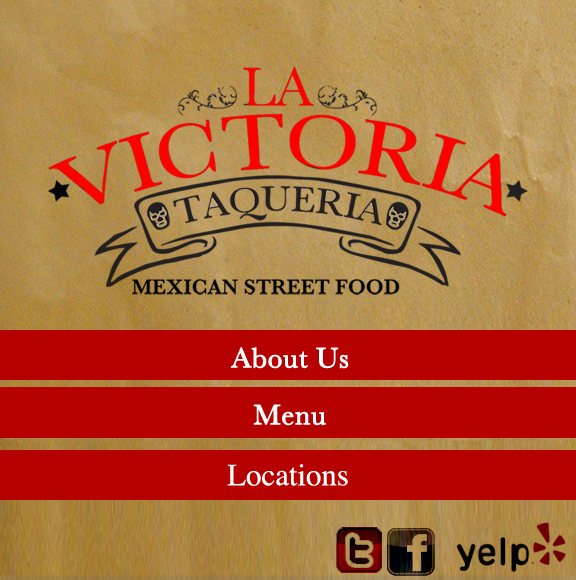 LA
VICTORIA
TAQUERIA
MEXICAN STREET FOOD
About Us
Menu
Locations
t f yelp